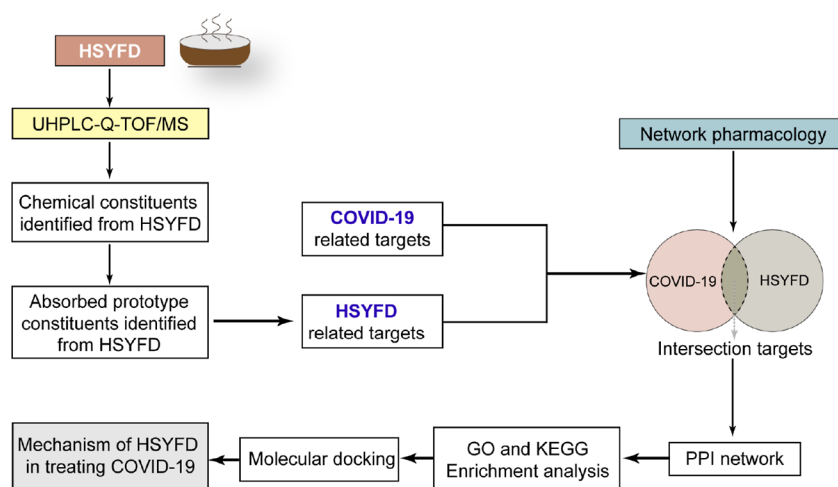 HSYFD
UHPLC-Q-TOF/MS
Chemical constituents
identified from HSYFD
Absorbed prototype
constituents identified
from HSYFD
COVID-19
related targets
HSYFD
related targets
Network pharmacology
COVID-19
HSYFD
Intersection targets
PPI network
GO and KEGG
Enrichment analysis
Molecular docking
Mechanism of HSYFD
in treating COVID-19